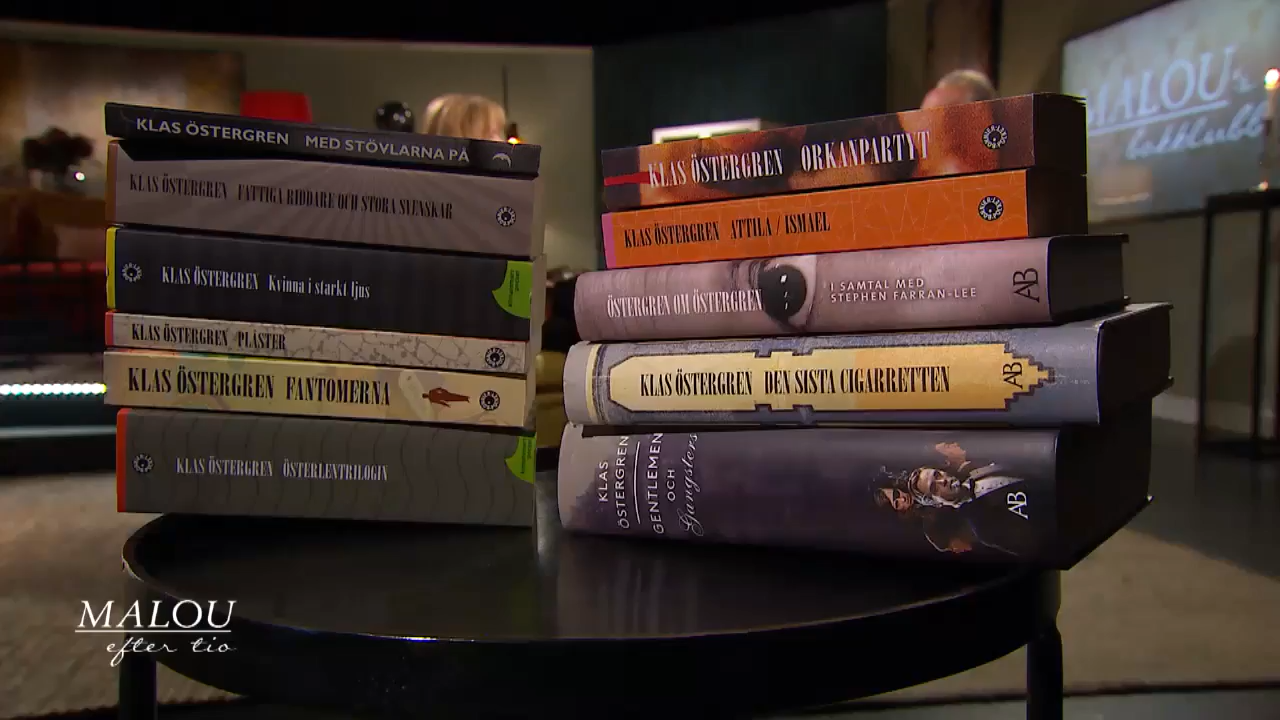 KLAS ÖSTERGREN MED STÖVLARNA PÅ
KLAS ÖSTERGREN FATTIGA RIDDARE OCH STORA SVENSKAR
KLAS ÖSTERGREN Kvinna i starkt ljus
KLAS ÖSTERGREN PLÅSTER
KLAS ÖSTERGREN FANTOMERNA
KLAS ÖSTERGREN ÖSTERLENTRILOGIN
KLAS ÖSTERGREN ORKANPARTYT
KLAS ÖSTERGREN ATTILA / ISMAEL
ÖSTERGREN OM ÖSTERGREN
I SAMTAL MED
STEPHEN FARRAN-LEE
AB
KLAS ÖSTERGREN DEN SISTA CIGARRETTEN
AB
KLAS
ÖSTERGREN
GENTLEMEN
OCH
Gangsters
AB
MALOU
bokklubb
MALOU
efter tio